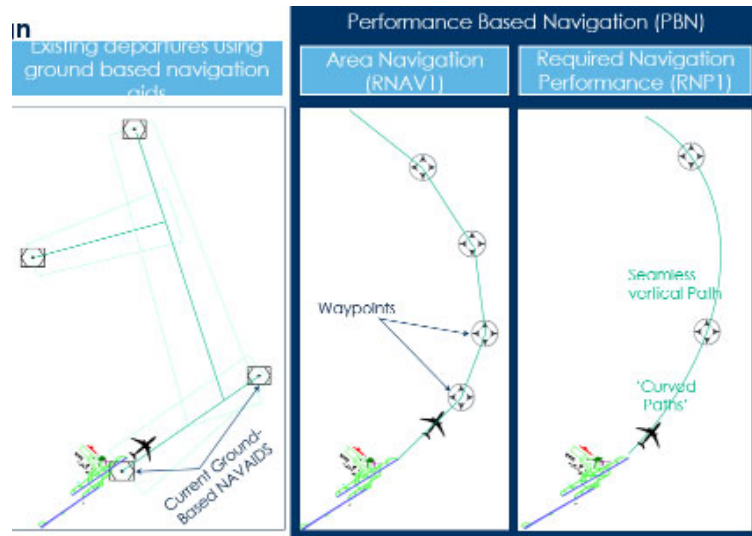 Performance Based Navigation (PBN)
Existing departures using
ground based navigation
aids
Area Navigation
(RNAV1)
Required Navigation
Performance (RNP1)
Current Ground-
Based NAVAIDS
Waypoints
Seamless
vertical Path
'Curved
Paths'